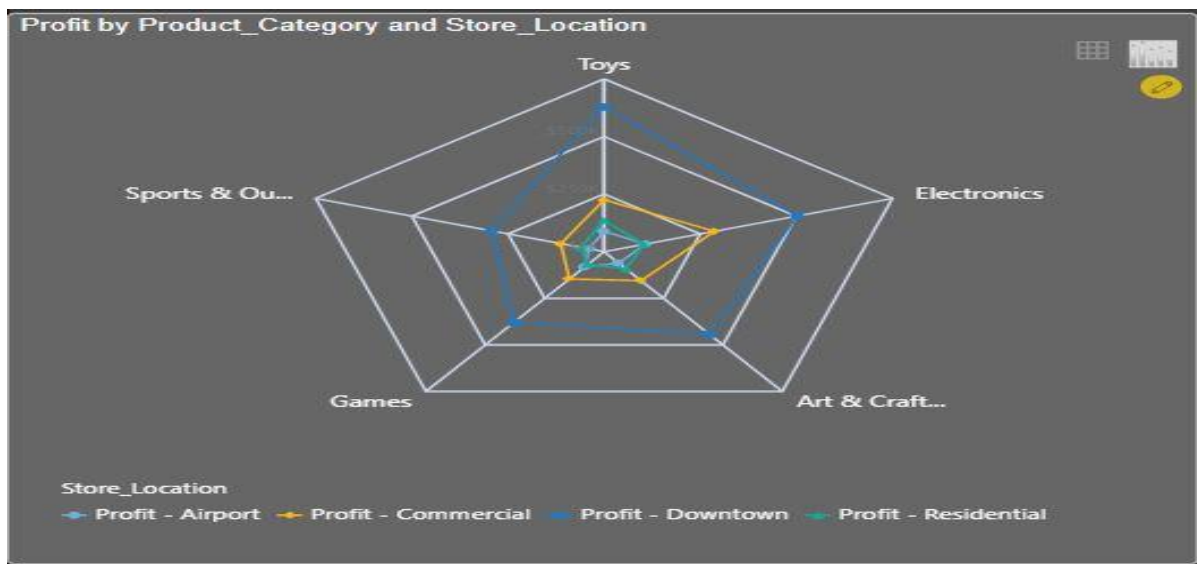 Profit by Product_Category and Store_Location
Toys
Sports & Ou...
Electronics
Games
Art & Craft...
Store_Location
Profit - Airport Profit - Commercial Profit - Downtown Profit - Residential